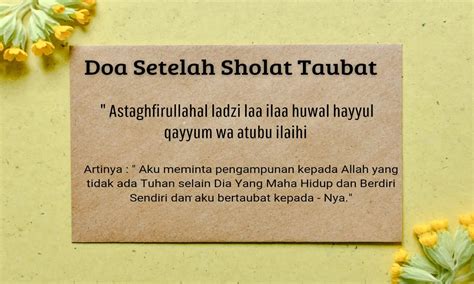 Doa Setelah Sholat Taubat
" Astaghfirullahal ladzi laa ilaa huwal hayyul
qayyum wa atubu ilaihi
Artinya : " Aku meminta pengampunan kepada Allah yang
tidak ada Tuhan selain Dia Yang Maha Hidup dan Berdiri
Sendiri dan aku bertaubat kepada - Nya."